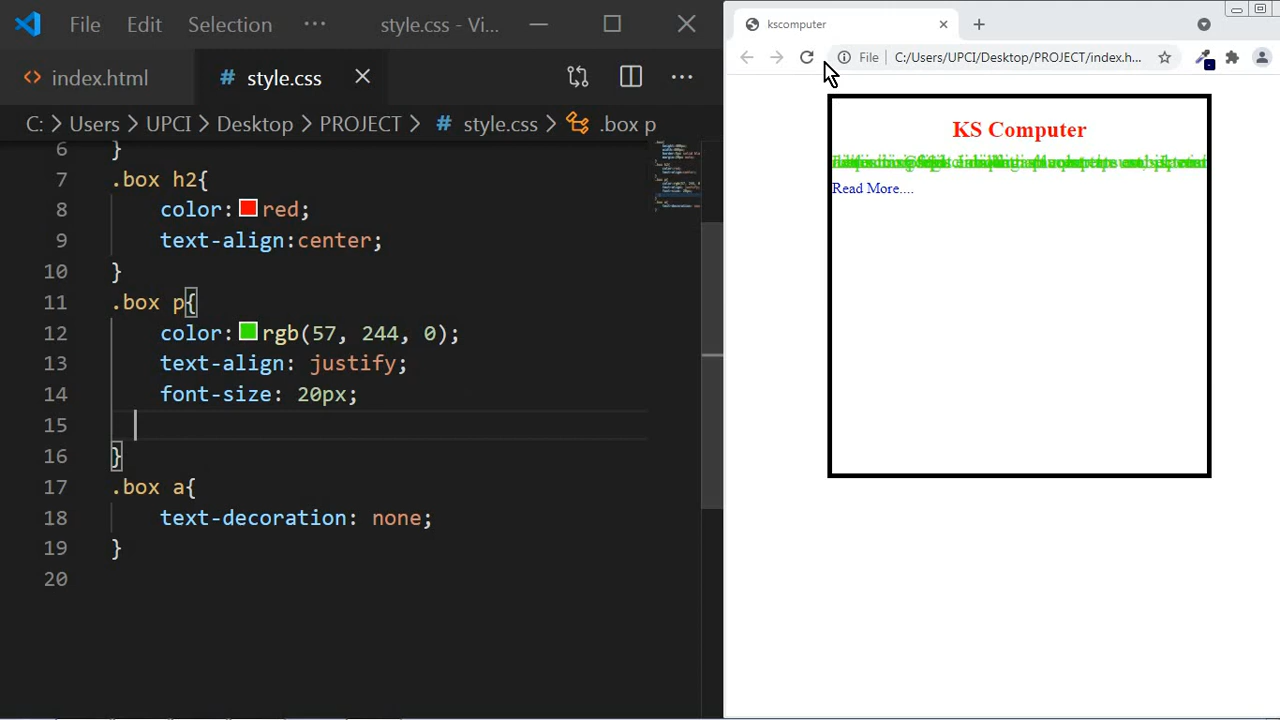 File Edit Selection ··· style.css - Vi...
index.html # style.css
C: > Users > UPCI > Desktop > PROJECT > # style.css > .box p
6 }
7 .box h2{
8 color: red;
9 text-align:center;
10 }
11 .box p{
12 color: rgb(57, 244, 0);
13 text-align: justify;
14 font-size: 20px;
15
16 }
17 .box a{
18 text-decoration: none;
19 }
20
kscomputer
File C:/Users/UPCI/Desktop/PROJECT/index.h...
KS Computer
Read More....